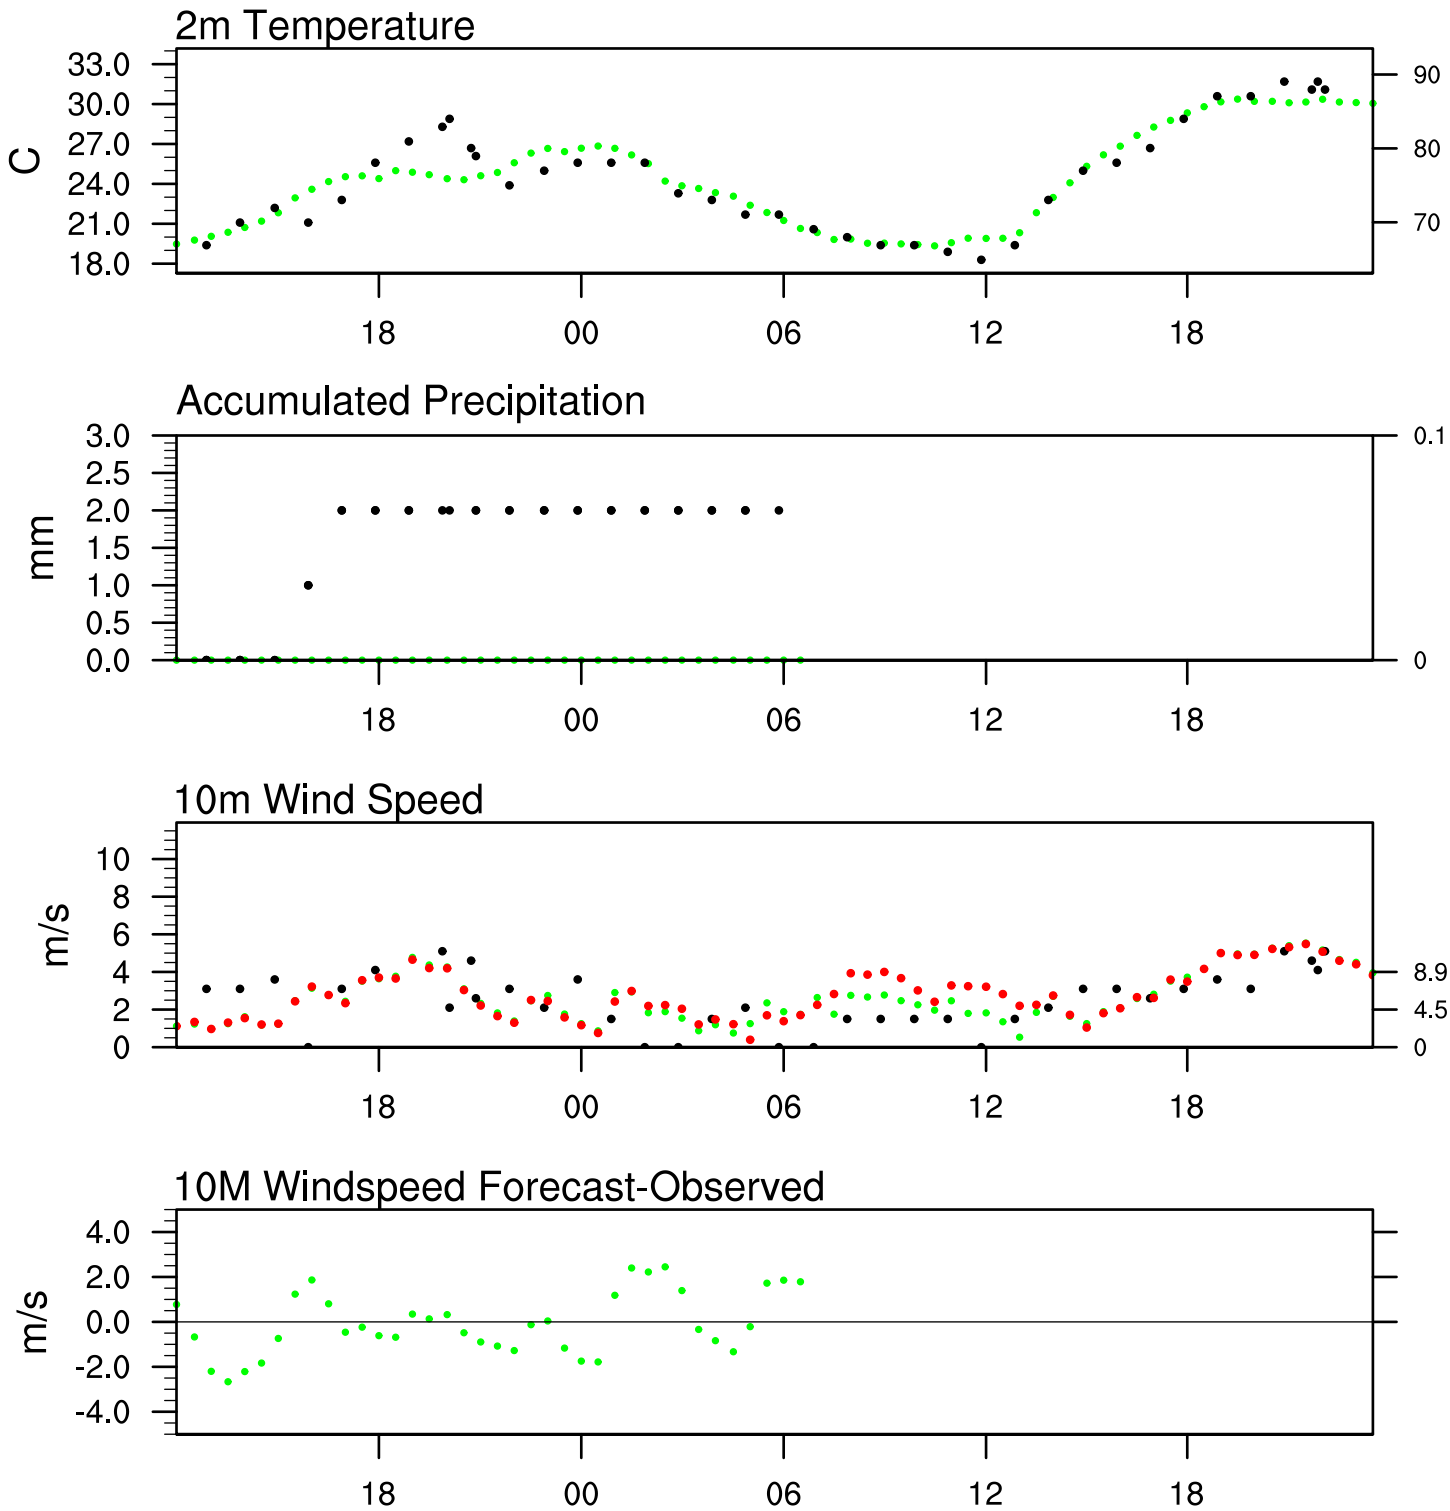 2m Temperature
33.0
30.0
27.0
24.0
21.0
18.0
C
90
80
70
18 00 06 12 18
Accumulated Precipitation
3.0
2.5
2.0
1.5
1.0
0.5
0.0
mm
0.1
0
18 00 06 12 18
10m Wind Speed
10
8
6
4
2
0
m/s
8.9
4.5
0
18 00 06 12 18
10M Windspeed Forecast-Observed
4.0
2.0
0.0
-2.0
-4.0
m/s
18 00 06 12 18